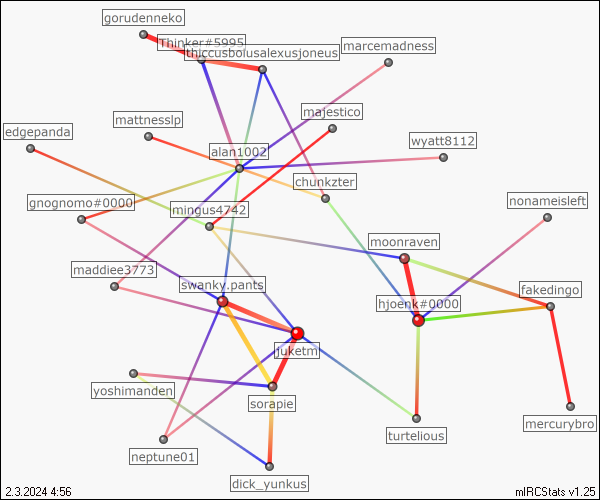 gorudenneko
Thinker#5995
thiccusboiusalexusjoneus
marcemadness
majestico
mattnesslp
edgepanda
wyatt8112
alan1002
chunkzter
nonameisleft
gnognomo#0000
mingus4742
moonraven
maddiee3773
swanky.pants
hjoenk#0000
fakedingo
juketm
yoshimanden
sorapie
mercurybro
turtelious
neptune01
dick_yunkus
2.3.2024 4:56
mIRCStats v1.25